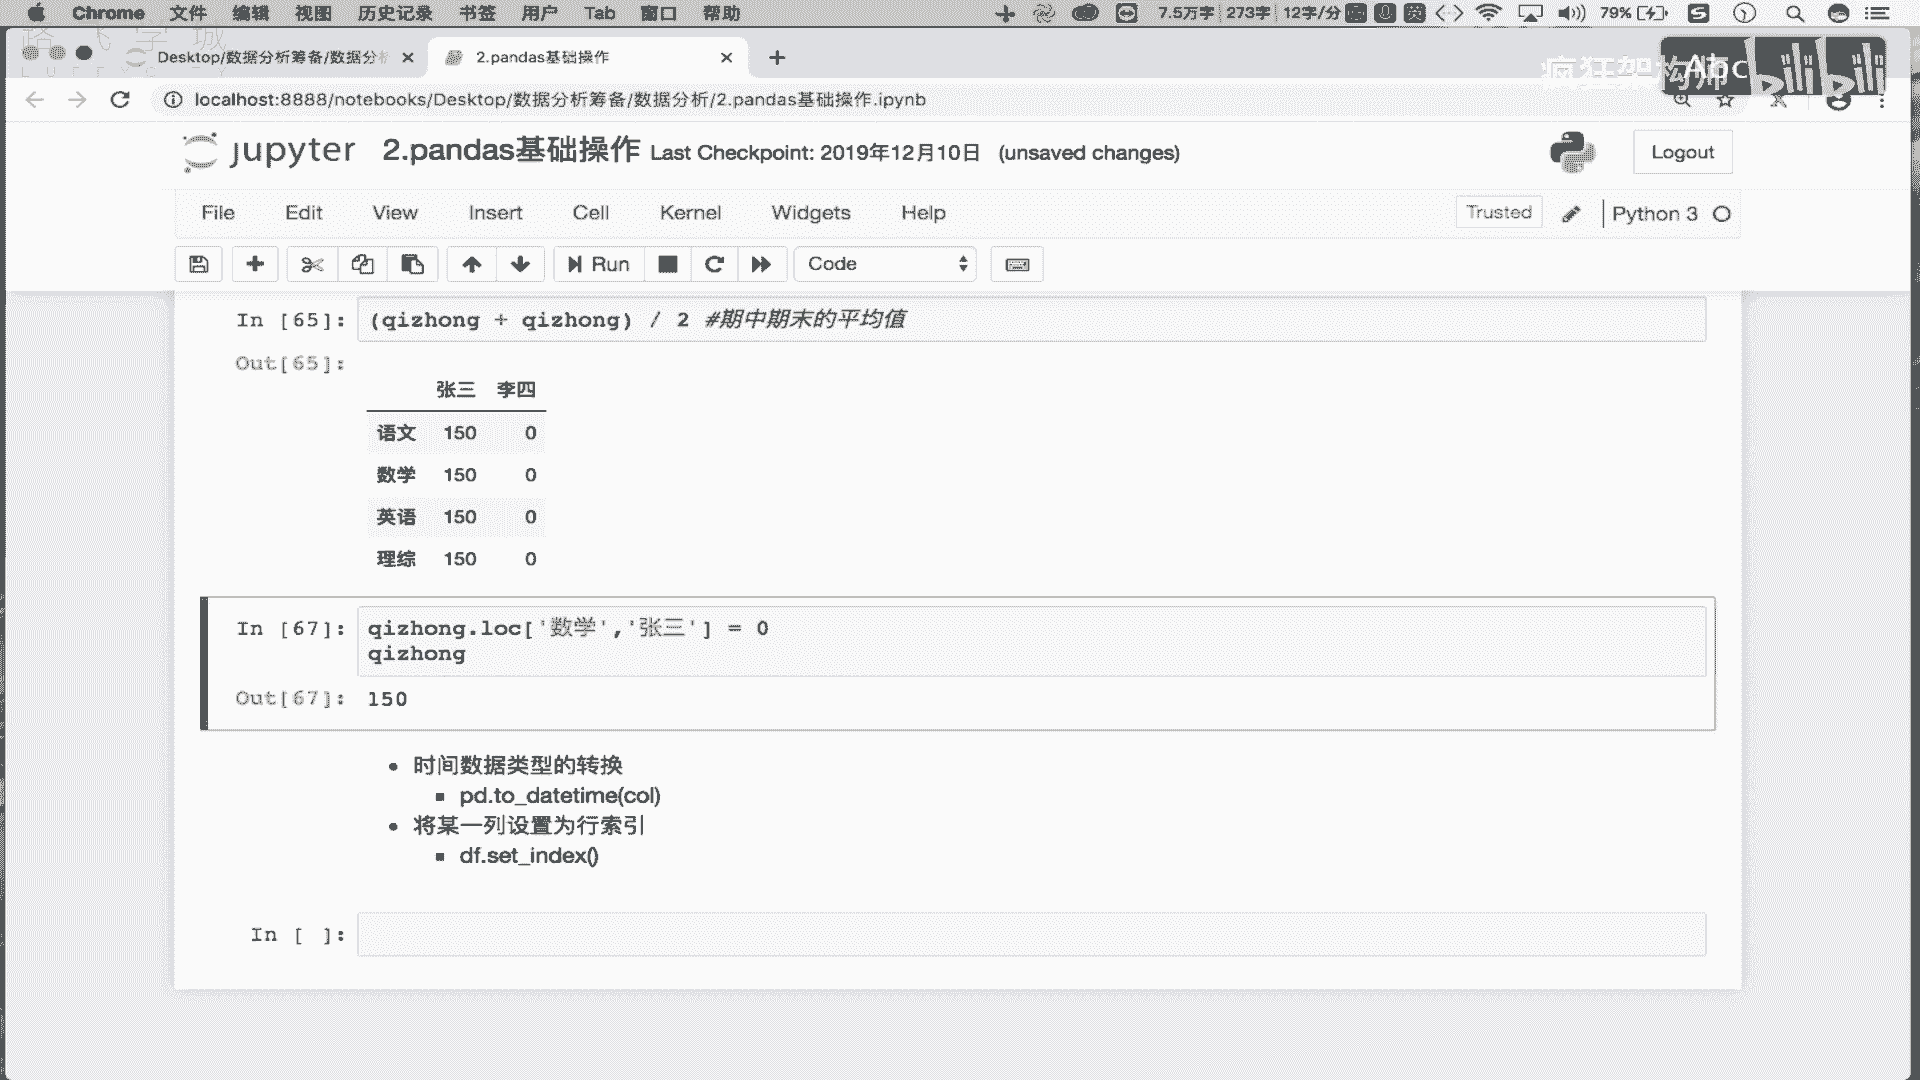 Chrome 文件 编辑 视图 历史记录 书签 用户 Tab 窗口 帮助 7.5万字 273字 12字/分 79%
Desktop/数据分析筹备/数据分析 2.pandas基础操作
疯狂架构师 Abc bilibili
localhost:8888/notebooks/Desktop/数据分析筹备/数据分析/2.pandas基础操作.ipynb
jupyter 2.pandas基础操作 Last Checkpoint: 2019年12月10日 (unsaved changes) Logout
File Edit View Insert Cell Kernel Widgets Help Trusted Python 3
Run Code
In [65]: (qizhong + qizhong) / 2 #期中期末的平均值
Out[65]:
张三 李四
语文 150 0
数学 150 0
英语 150 0
理综 150 0
In [67]: qizhong.loc['数学','张三'] = 0
qizhong
Out[67]: 150
时间数据类型的转换
pd.to_datetime(col)
将某一列设置为行索引
df.set_index()
In [ ]: